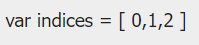 var indices = [ 0,1,2 ]